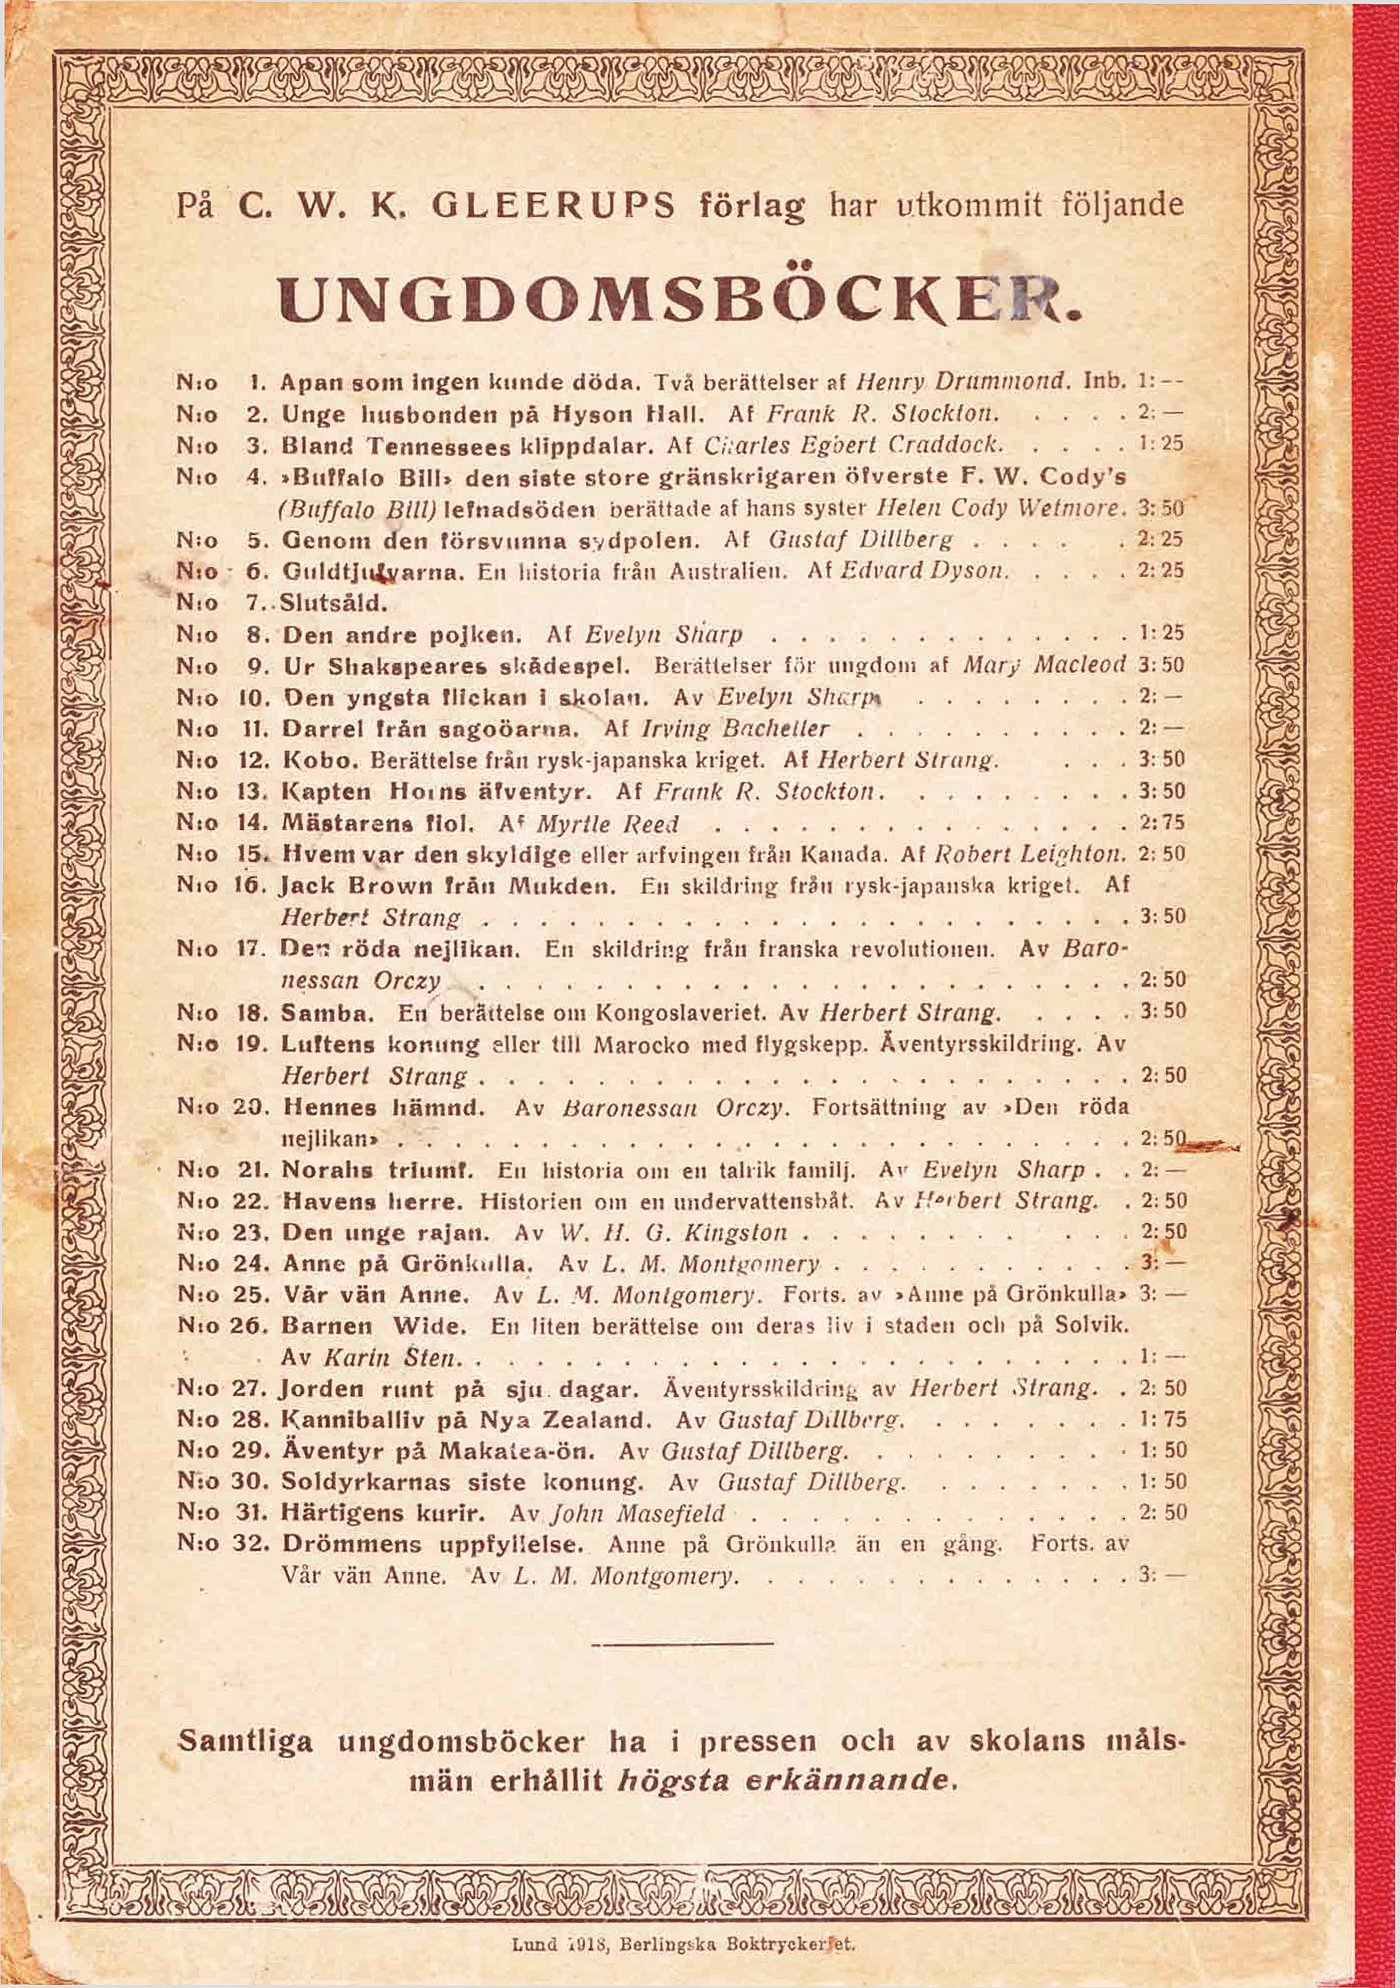 På C. W. K. GLEERUPS förlag har utkommit följande
UNGDOMSBÖCKER.
N:o 1. Apan som ingen kunde döda. Två berättelser af Henry Drummond. Inb. 1: --
N:o 2. Unge husbonden på Hyson Hall. Af Frank R. Stockton. . . . . 2: —
N:o 3. Bland Tennessees klippdalar. Af Charles Egbert Craddock. . . . . 1: 25
N:o 4. »Buffalo Bill» den siste store gränskrigaren öfverste F. W. Cody's
(Buffalo Bill) lefnadsöden berättade af hans syster Helen Cody Wetmore. 3: 50
N:o 5. Genom den försvunna sydpolen. Af Gustaf Dillberg . . . . . 2: 25
N:o 6. Guldtjufvarna. En historia från Australien. Af Edvard Dyson. . . . . 2: 25
N:o 7. Slutsåld.
N:o 8. Den andre pojken. Af Evelyn Sharp . . . . . . . . . . . . . 1: 25
N:o 9. Ur Shakspeares skådespel. Berättelser för ungdom af Mary Macleod 3: 50
N:o 10. Den yngsta flickan i skolan. Av Evelyn Sharp . . . . . . . . 2: —
N:o 11. Darrel från sagoöarna. Af Irving Bacheller . . . . . . . . . . 2: —
N:o 12. Kobo. Berättelse från rysk-japanska kriget. Af Herbert Strang. . . . 3: 50
N:o 13. Kapten Horns äfventyr. Af Frank R. Stockton. . . . . . . . . 3: 50
N:o 14. Mästarens fiol. Af Myrtle Reed . . . . . . . . . . . . . . . 2: 75
N:o 15. Hvem var den skyldige eller arfvingen från Kanada. Af Robert Leighton. 2: 50
N:o 16. Jack Brown från Mukden. En skildring från rysk-japanska kriget. Af
Herbert Strang . . . . . . . . . . . . . . . . . . . . . . . 3: 50
N:o 17. Den röda nejlikan. En skildring från franska revolutionen. Av Baro-
nessan Orczy . . . . . . . . . . . . . . . . . . . . . . . 2: 50
N:o 18. Samba. En berättelse om Kongoslaveriet. Av Herbert Strang. . . . . 3: 50
N:o 19. Luftens konung eller till Marocko med flygskepp. Äventyrsskildring. Av
Herbert Strang . . . . . . . . . . . . . . . . . . . . . . . 2: 50
N:o 20. Hennes hämnd. Av Baronessan Orczy. Fortsättning av »Den röda
nejlikan» . . . . . . . . . . . . . . . . . . . . . . . . . . 2: 50
N:o 21. Norahs triumf. En historia om en talrik familj. Av Evelyn Sharp . . 2: —
N:o 22. Havens herre. Historien om en undervattensbåt. Av Herbert Strang. . 2: 50
N:o 23. Den unge rajan. Av W. H. G. Kingston . . . . . . . . . . . 2: 50
N:o 24. Anne på Grönkulla. Av L. M. Montgomery . . . . . . . . . . . 3: —
N:o 25. Vår vän Anne. Av L. M. Montgomery. Forts. av »Anne på Grönkulla» 3: —
N:o 26. Barnen Wide. En liten berättelse om deras liv i staden och på Solvik.
Av Karin Sten. . . . . . . . . . . . . . . . . . . . . . . . 1: —
N:o 27. Jorden runt på sju dagar. Äventyrsskildring av Herbert Strang. . 2: 50
N:o 28. Kanniballiv på Nya Zealand. Av Gustaf Dillberg. . . . . . . . 1: 75
N:o 29. Äventyr på Makatea-ön. Av Gustaf Dillberg. . . . . . . . . . 1: 50
N:o 30. Soldyrkarnas siste konung. Av Gustaf Dillberg. . . . . . . . 1: 50
N:o 31. Härtigens kurir. Av John Masefield . . . . . . . . . . . . . 2: 50
N:o 32. Drömmens uppfyllelse. Anne på Grönkulla än en gång. Forts. av
Vår vän Anne. Av L. M. Montgomery. . . . . . . . . . . . . . 3: —
Samtliga ungdomsböcker ha i pressen och av skolans måls-
män erhållit högsta erkännande.
Lund 1918, Berlingska Boktryckeriet.